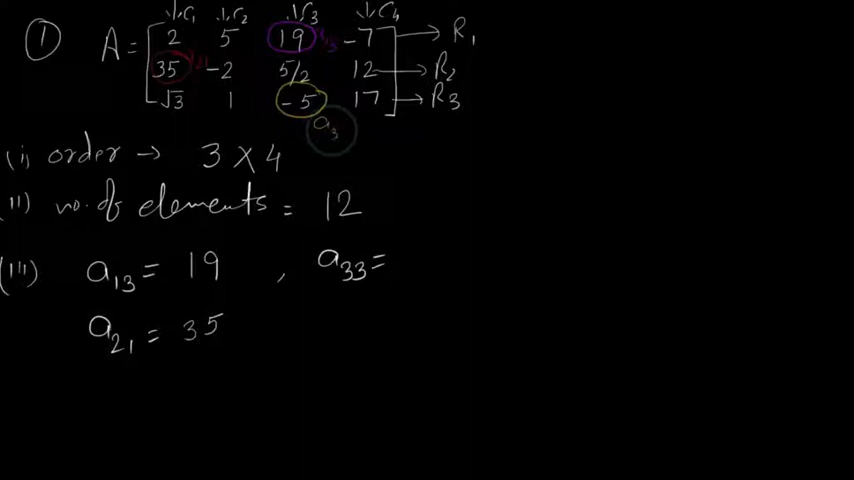 ↓C₁ ↓C₂ ↓C₃ ↓C₄
① A = [ 2 5 19 -7 ] → R₁
35 -2 5/2 12 → R₂
√3 1 -5 17 → R₃
a₃
(i) order → 3 × 4
(ii) no. of elements = 12
(iii) a₁₃ = 19 , a₃₃ =
a₂₁ = 35